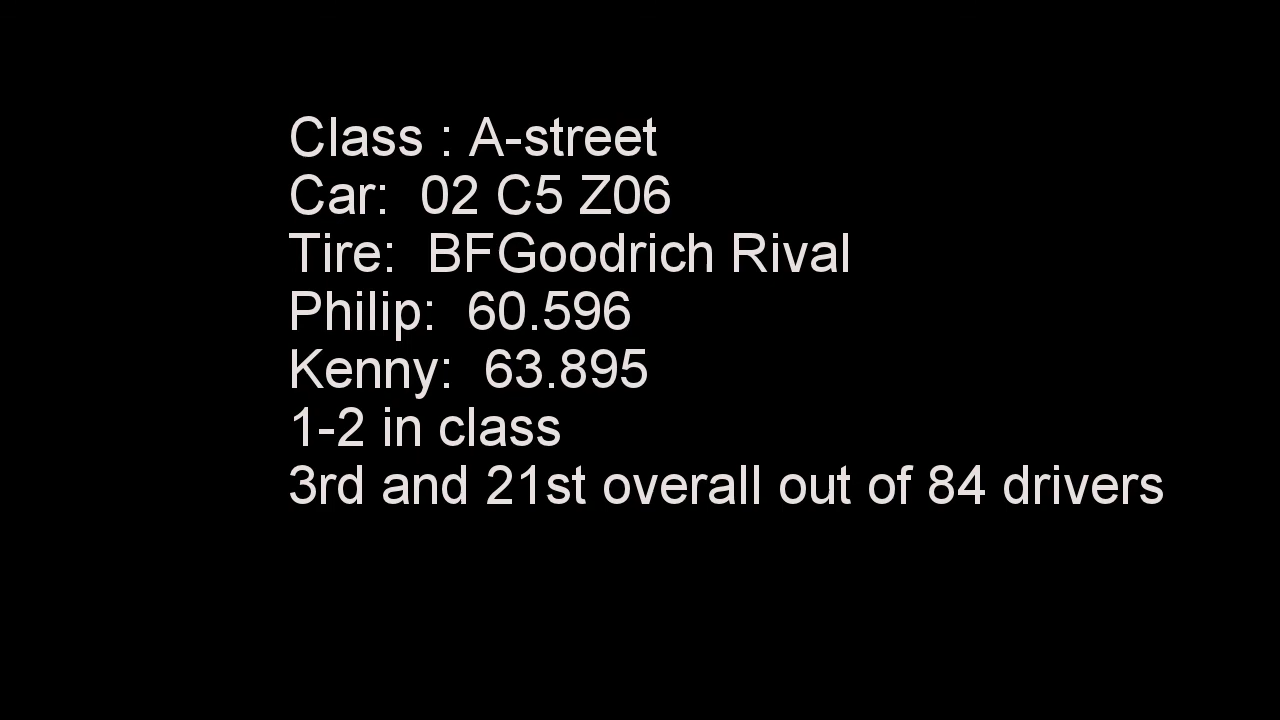 Class : A-street
Car:  02 C5 Z06
Tire:  BFGoodrich Rival
Philip:  60.596
Kenny:  63.895
1-2 in class
3rd and 21st overall out of 84 drivers